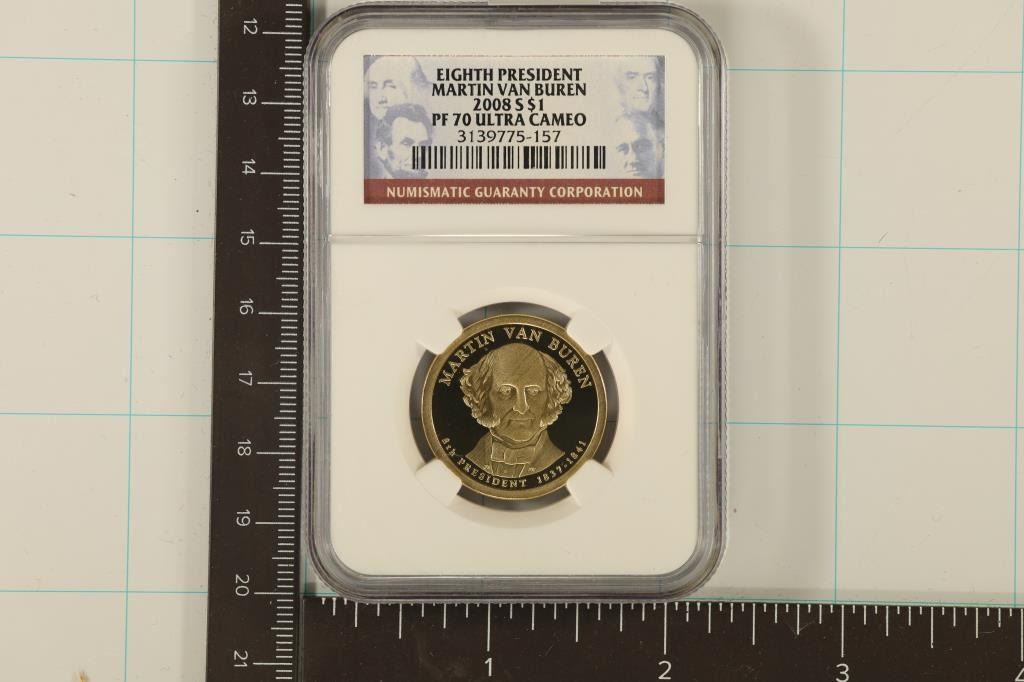 EIGHTH PRESIDENT
MARTIN VAN BUREN
2008 S $1
PF 70 ULTRA CAMEO
3139775-157
NUMISMATIC GUARANTY CORPORATION
MARTIN VAN BUREN
8th PRESIDENT 1837-1841
12
13
14
15
16
17
18
19
20
21
1 2 3 4